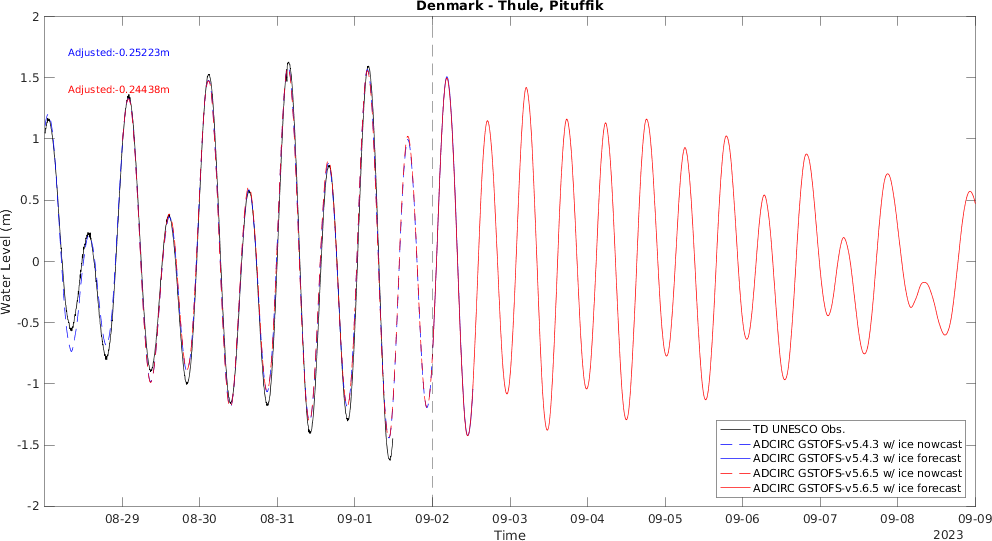 Denmark - Thule, Pituffik
2
Adjusted:-0.25223m
1.5
Adjusted:-0.24438m
1
0.5
Water Level (m)
0
-0.5
-1
-1.5
-2
TD UNESCO Obs.
ADCIRC GSTOFS-v5.4.3 w/ ice nowcast
ADCIRC GSTOFS-v5.4.3 w/ ice forecast
ADCIRC GSTOFS-v5.6.5 w/ ice nowcast
ADCIRC GSTOFS-v5.6.5 w/ ice forecast
08-29 08-30 08-31 09-01 09-02 09-03 09-04 09-05 09-06 09-07 09-08 09-09
Time
2023